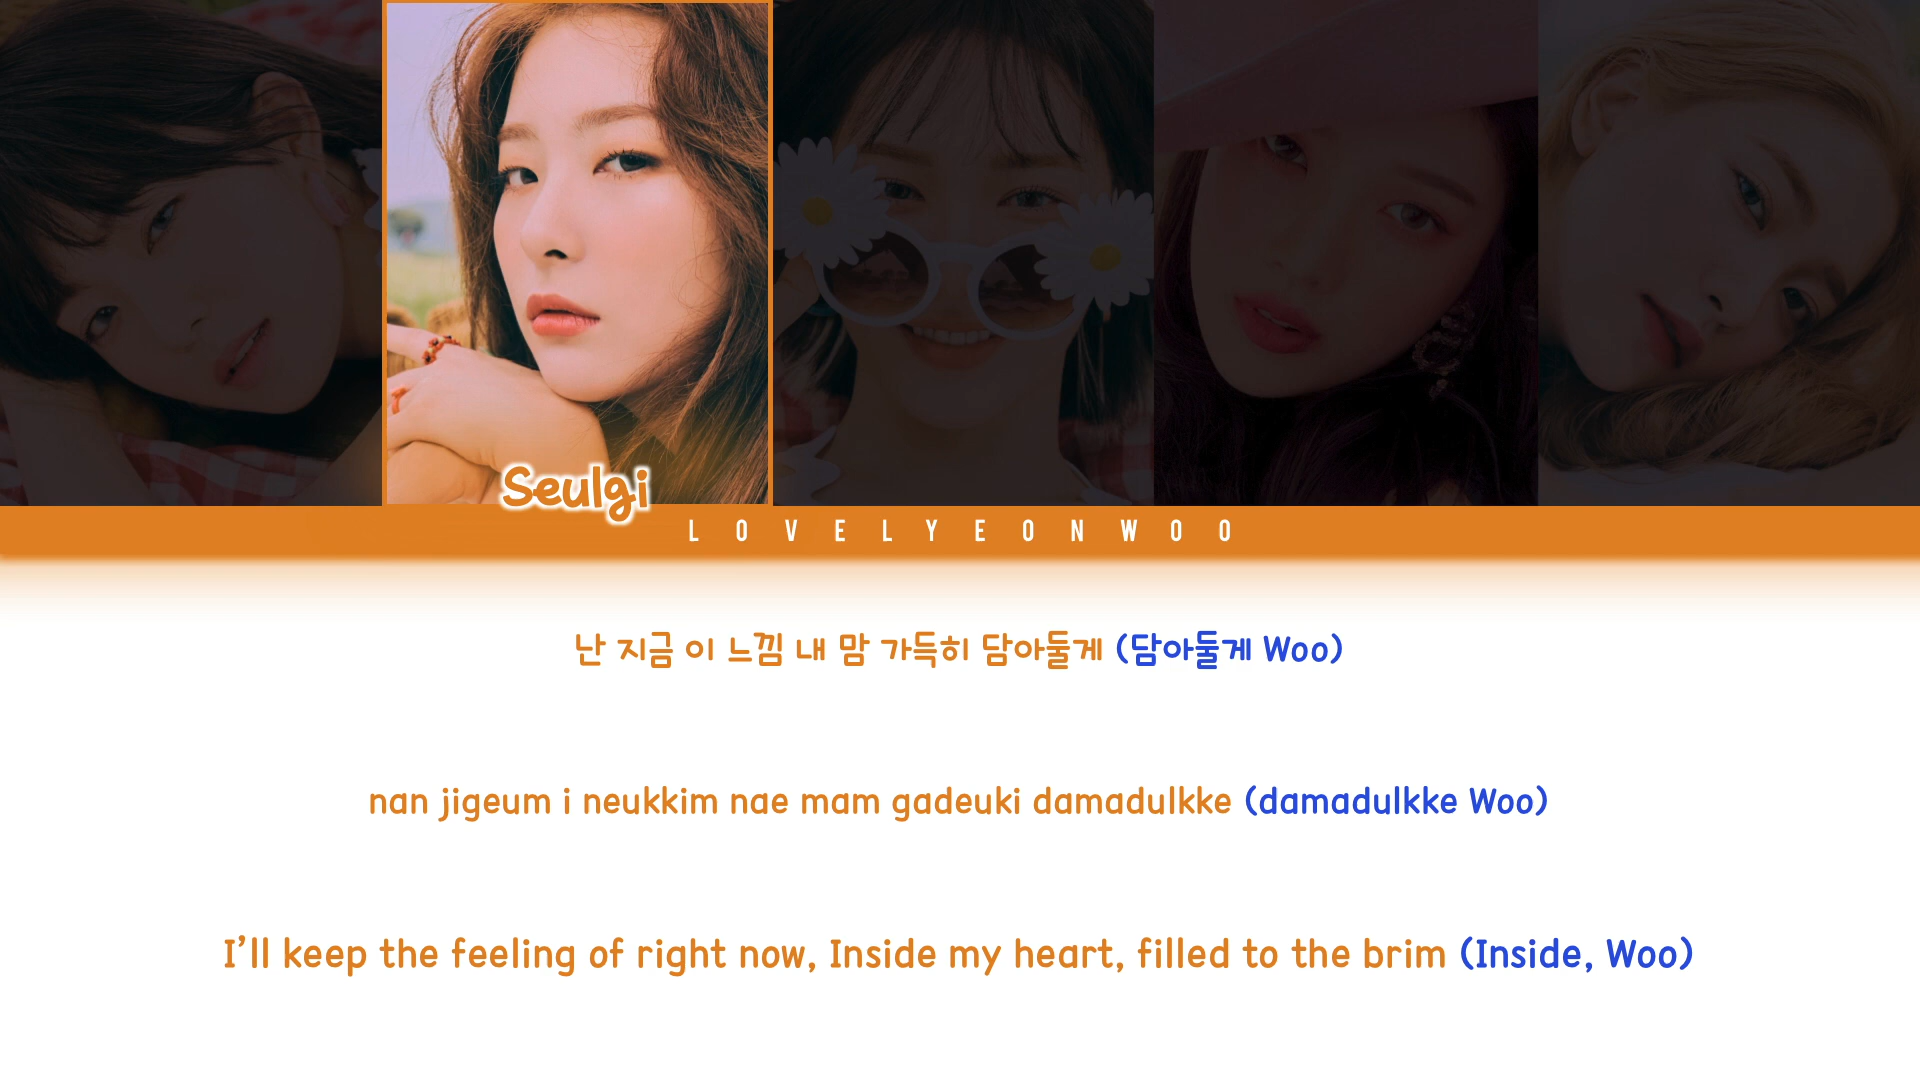 Seulgi
LOVELYEONWOO
난 지금 이 느낌 내 맘 가득히 담아둘게 (담아둘게 Woo)
nan jigeum i neukkim nae mam gadeuki damadulkke (damadulkke Woo)
I'll keep the feeling of right now, Inside my heart, filled to the brim (Inside, Woo)